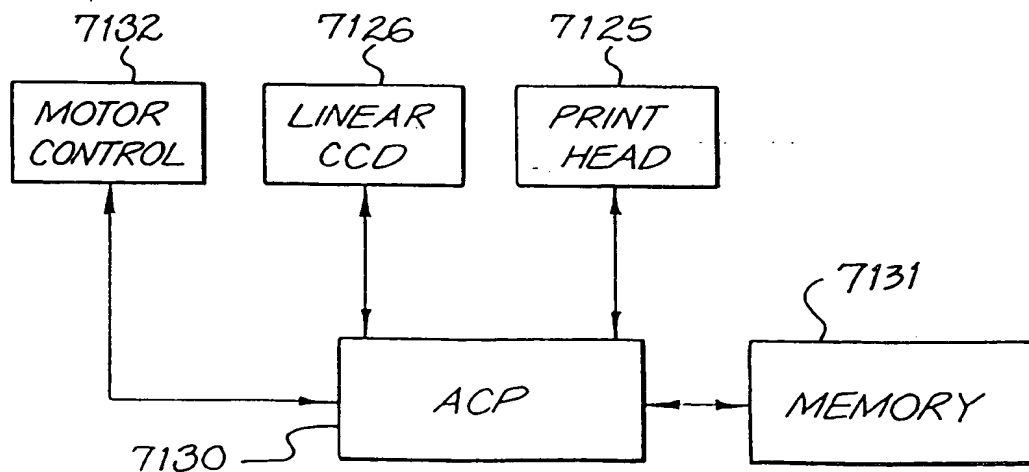 7132
7126
7125
MOTOR
CONTROL
LINEAR
CCD
PRINT
HEAD
7131
ACP
MEMORY
7130